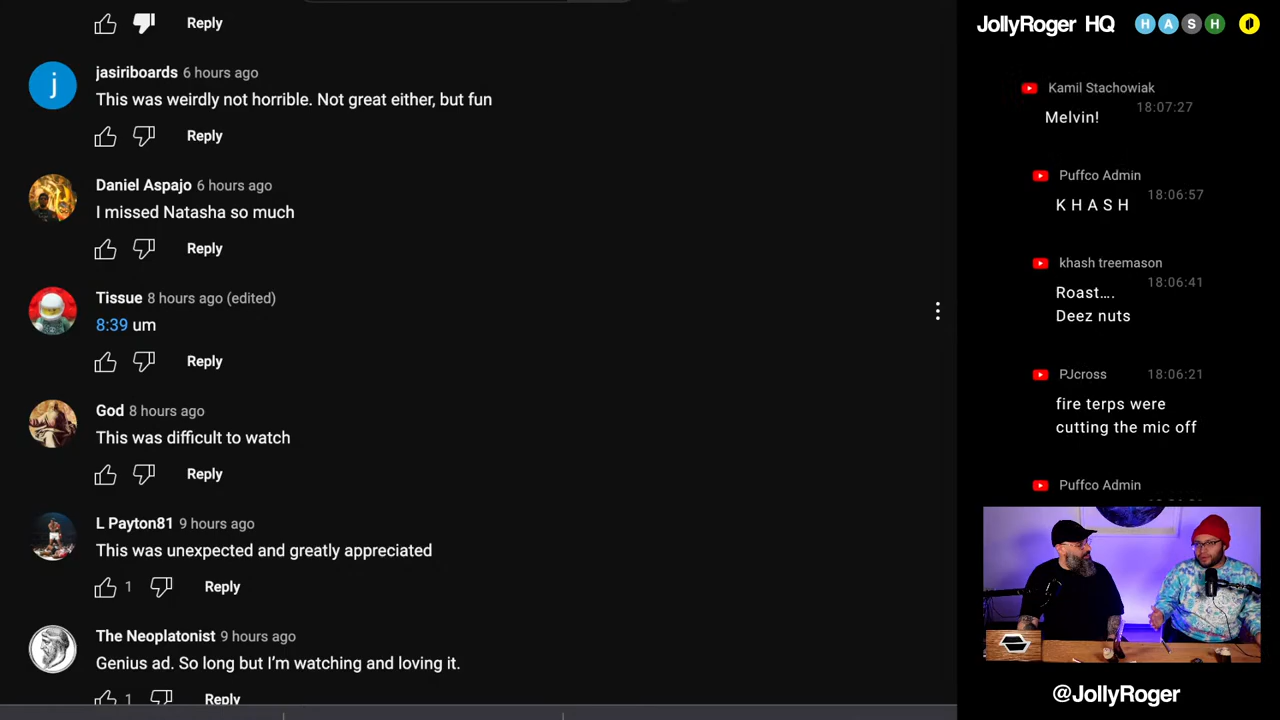 Reply
jasiriboards 6 hours ago
This was weirdly not horrible. Not great either, but fun
Reply
Daniel Aspajo 6 hours ago
I missed Natasha so much
Reply
Tissue 8 hours ago (edited)
8:39 um
Reply
God 8 hours ago
This was difficult to watch
Reply
L Payton81 9 hours ago
This was unexpected and greatly appreciated
1 Reply
The Neoplatonist 9 hours ago
Genius ad. So long but I'm watching and loving it.
1 Reply
JollyRoger HQ H A S H
Kamil Stachowiak
18:07:27
Melvin!
Puffco Admin
18:06:57
K H A S H
khash treemason
18:06:41
Roast....
Deez nuts
PJcross 18:06:21
fire terps were
cutting the mic off
Puffco Admin
@JollyRoger